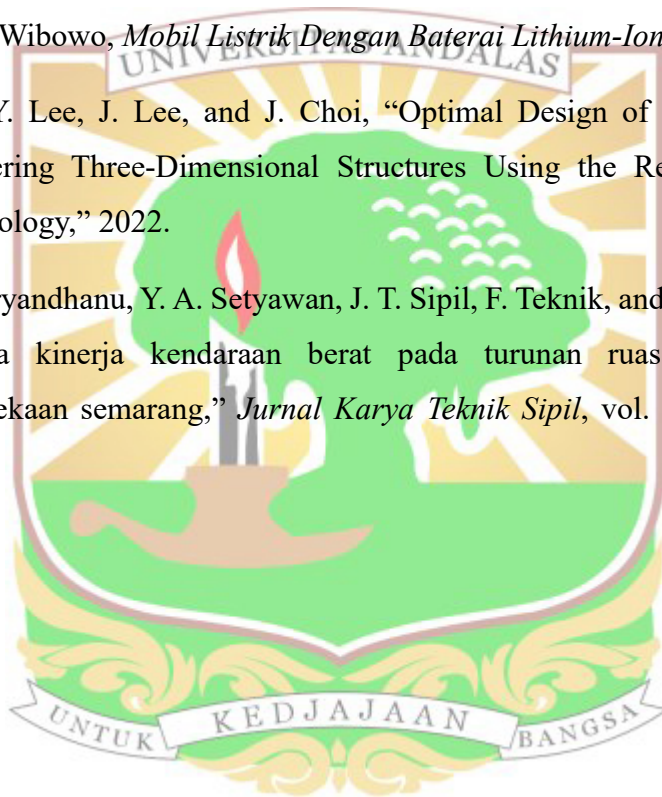 Wibowo, Mobil Listrik Dengan Baterai Lithium-Ion
UNIVERSITAS ANDALAS
Y. Lee, J. Lee, and J. Choi, “Optimal Design of
ering Three-Dimensional Structures Using the Re
ology,” 2022.
ryandhanu, Y. A. Setyawan, J. T. Sipil, F. Teknik, and
a kinerja kendaraan berat pada turunan ruas
ekaan semarang,” Jurnal Karya Teknik Sipil, vol.
UNTUK KEDJAJAAN BANGSA